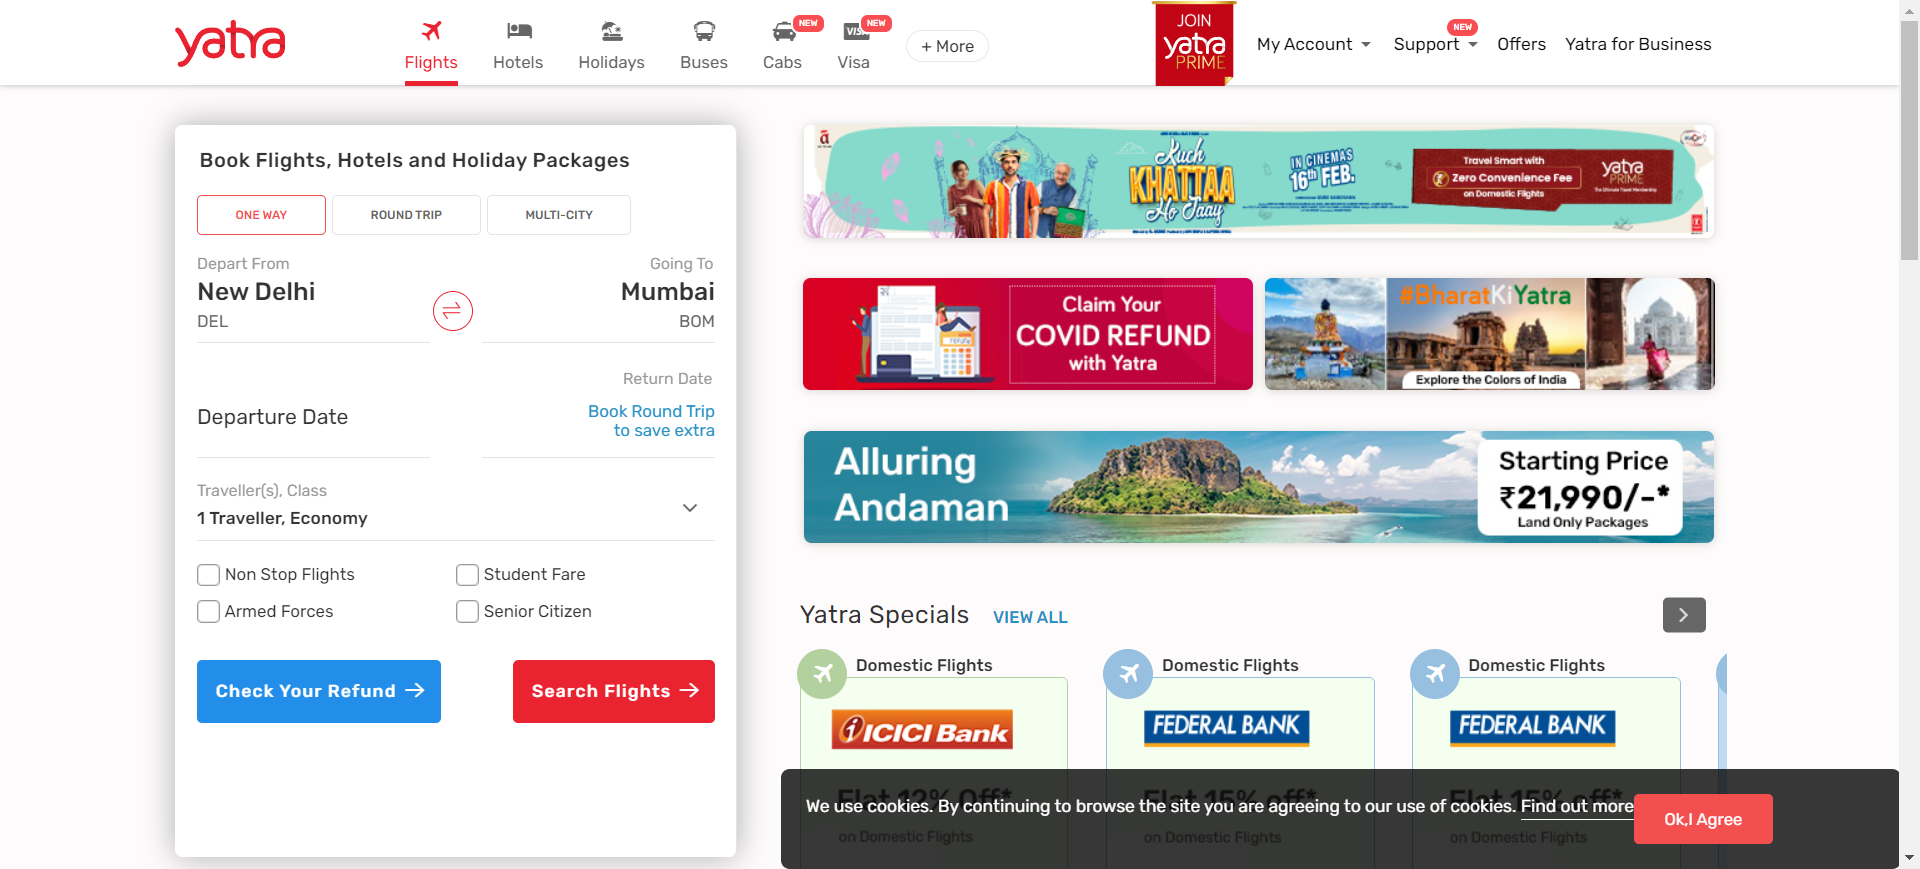 yatra
Flights
Hotels
Holidays
Buses
Cabs
NEW
VISA
NEW
Visa
+ More
JOIN
yatra
PRIME
My Account
Support
NEW
Offers
Yatra for Business
Book Flights, Hotels and Holiday Packages
ONE WAY
ROUND TRIP
MULTI-CITY
Depart From
New Delhi
DEL
Going To
Mumbai
BOM
Departure Date
Return Date
Book Round Trip
to save extra
Traveller(s), Class
1 Traveller, Economy
Non Stop Flights
Student Fare
Armed Forces
Senior Citizen
Check Your Refund
Search Flights
Kuch
KHATTAA
Ho Jaay
IN CINEMAS
16th FEB.
Travel Smart with
Zero Convenience Fee
on Domestic Flights
yatra
PRIME
The Ultimate Travel Membership
REFUND
Claim Your
COVID REFUND
with Yatra
#BharatKiYatra
Explore the Colors of India
Alluring
Andaman
Starting Price
₹21,990/-*
Land Only Packages
Yatra Specials
VIEW ALL
Domestic Flights
ICICI Bank
Flat 12% Off*
on Domestic Flights
Domestic Flights
FEDERAL BANK
Flat 15% off*
on Domestic Flights
Domestic Flights
FEDERAL BANK
Flat 15% off*
on Domestic Flights
We use cookies. By continuing to browse the site you are agreeing to our use of cookies. Find out more
Ok,I Agree